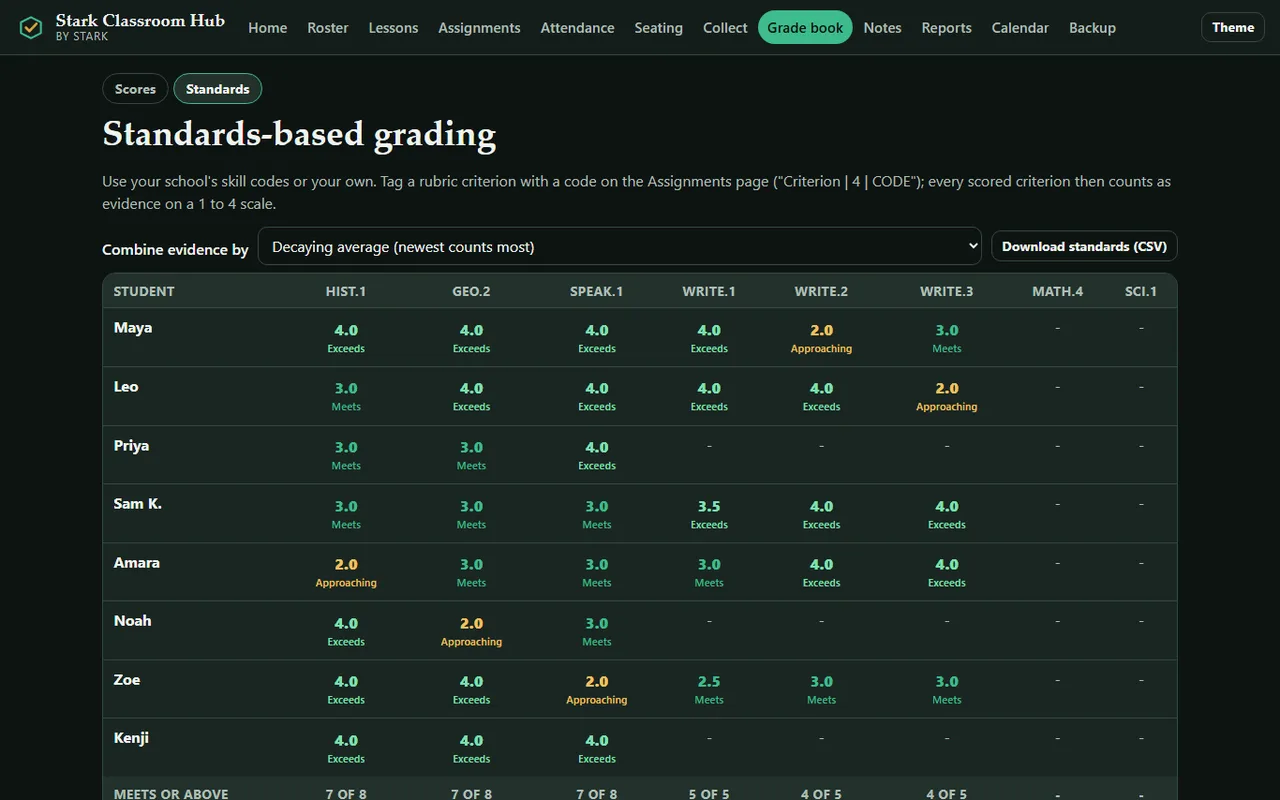 Stark Classroom Hub
BY STARK
Home Roster Lessons Assignments Attendance Seating Collect Grade book Notes Reports Calendar Backup Theme
Scores Standards
Standards-based grading
Use your school's skill codes or your own. Tag a rubric criterion with a code on the Assignments page ("Criterion | 4 | CODE"); every scored criterion then counts as
evidence on a 1 to 4 scale.
Combine evidence by Decaying average (newest counts most) Download standards (CSV)
STUDENT HIST.1 GEO.2 SPEAK.1 WRITE.1 WRITE.2 WRITE.3 MATH.4 SCI.1
Maya 4.0 4.0 4.0 4.0 2.0 3.0 - -
Exceeds Exceeds Exceeds Exceeds Approaching Meets
Leo 3.0 4.0 4.0 4.0 4.0 2.0 - -
Meets Exceeds Exceeds Exceeds Exceeds Approaching
Priya 3.0 3.0 4.0 - - - - -
Meets Meets Exceeds
Sam K. 3.0 3.0 3.0 3.5 4.0 4.0 - -
Meets Meets Meets Exceeds Exceeds Exceeds
Amara 2.0 3.0 3.0 3.0 4.0 4.0 - -
Approaching Meets Meets Meets Exceeds Exceeds
Noah 4.0 2.0 3.0 - - - - -
Exceeds Approaching Meets
Zoe 4.0 4.0 2.0 2.5 3.0 3.0 - -
Exceeds Exceeds Approaching Meets Meets Meets
Kenji 4.0 4.0 4.0 - - - - -
Exceeds Exceeds Exceeds
MEETS OR ABOVE 7 OF 8 7 OF 8 7 OF 8 5 OF 5 4 OF 5 4 OF 5 - -